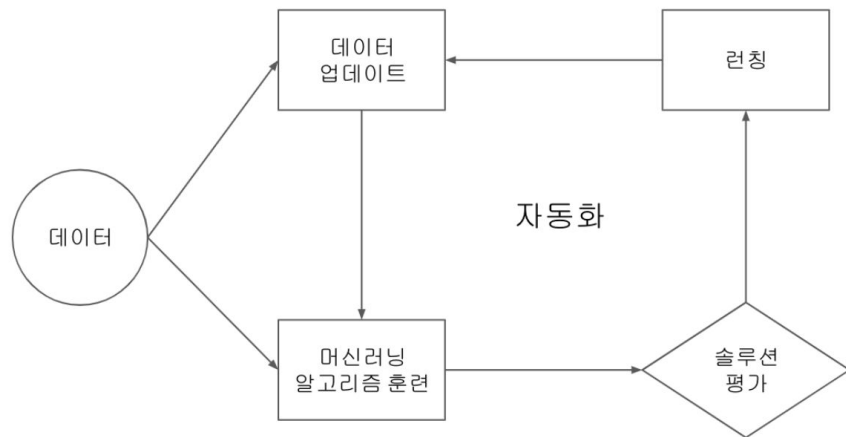 데이터
업데이트
런칭
자동화
데이터
머신러닝
알고리즘 훈련
솔루션
평가